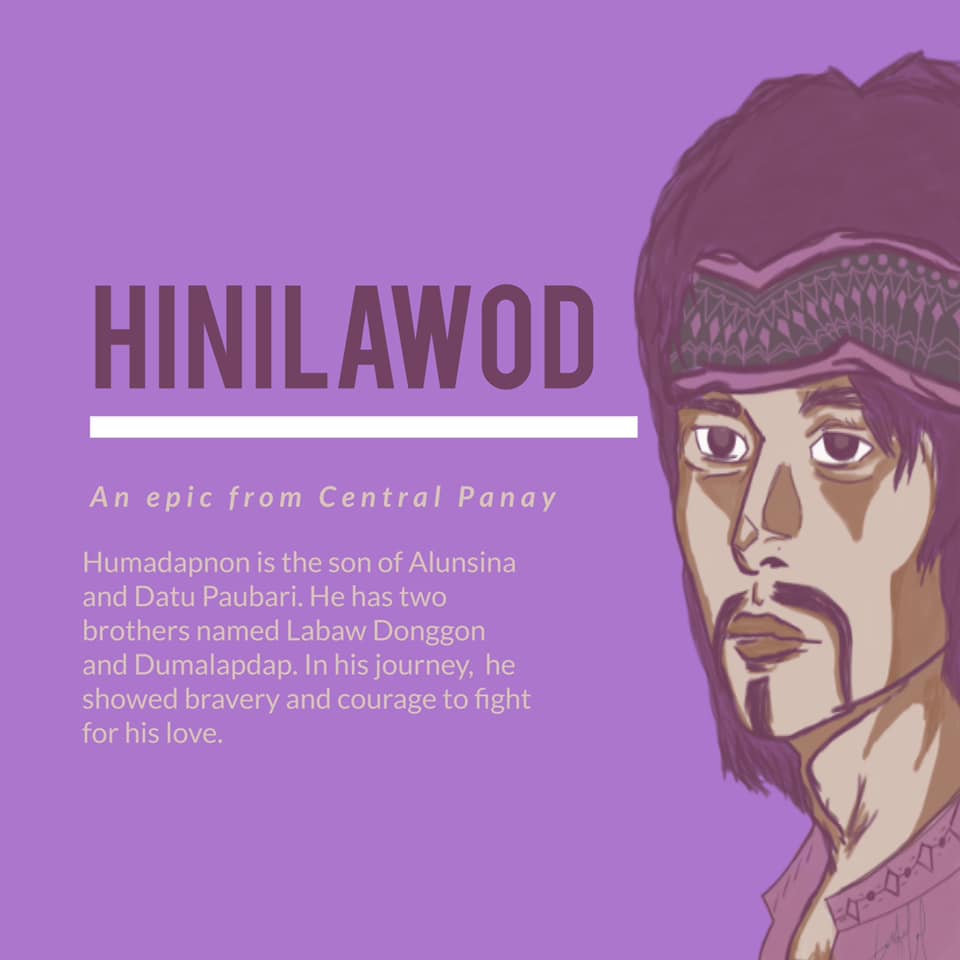 HINILAWOD
An epic from Central Panay
Humadapnon is the son of Alunsina
and Datu Paubari. He has two
brothers named Labaw Donggon
and Dumalapdap. In his journey,  he
showed bravery and courage to fight
for his love.